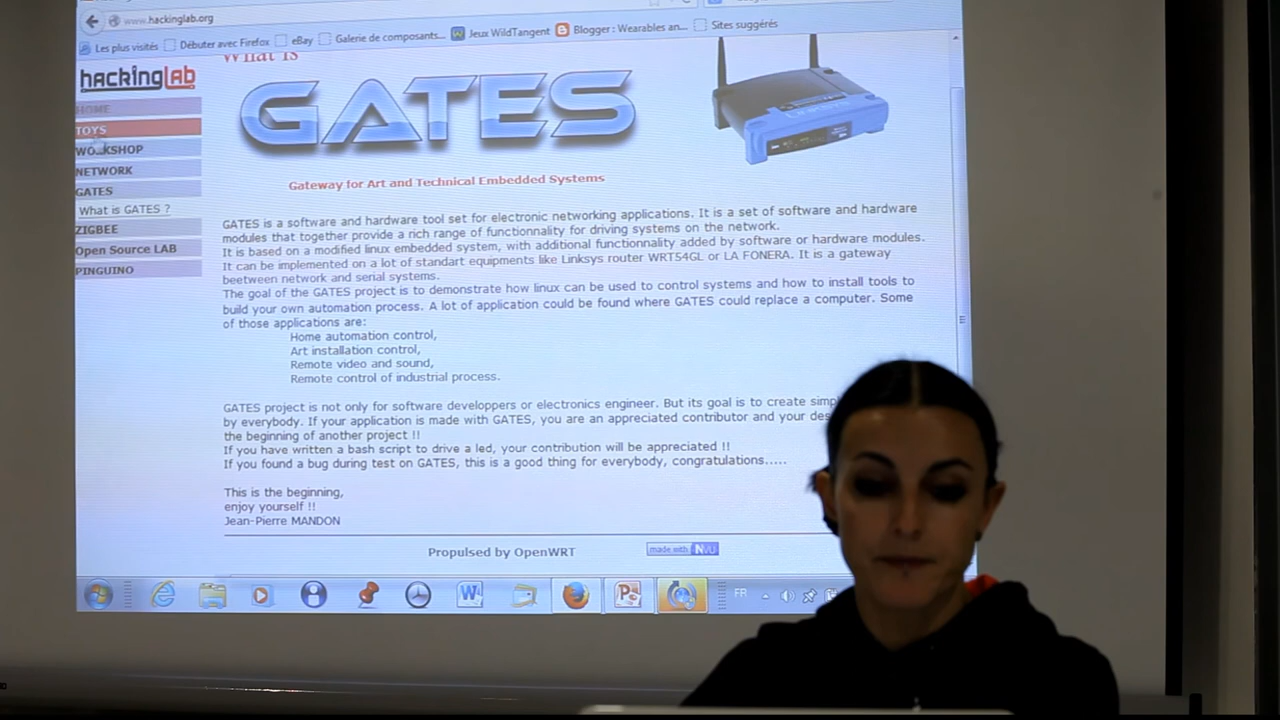 www.hackinglab.org
Les plus visités Débuter avec Firefox eBay Galerie de composants... Jeux WildTangent Blogger : Wearables an... Sites suggérés
What is
hackinglab
GATES
HOME
TOYS
WORKSHOP
NETWORK
GATES
What is GATES ?
ZIGBEE
Open Source LAB
PINGUINO
Gateway for Art and Technical Embedded Systems
GATES is a software and hardware tool set for electronic networking applications. It is a set of software and hardware
modules that together provide a rich range of functionnality for driving systems on the network.
It is based on a modified linux embedded system, with additional functionnality added by software or hardware modules.
It can be implemented on a lot of standart equipments like Linksys router WRT54GL or LA FONERA. It is a gateway
beetween network and serial systems.
The goal of the GATES project is to demonstrate how linux can be used to control systems and how to install tools to
build your own automation process. A lot of application could be found where GATES could replace a computer. Some
of those applications are:
Home automation control,
Art installation control,
Remote video and sound,
Remote control of industrial process.
GATES project is not only for software developpers or electronics engineer. But its goal is to create
by everybody. If your application is made with GATES, you are an appreciated contributor and your
the beginning of another project !!
If you have written a bash script to drive a led, your contribution will be appreciated !!
If you found a bug during test on GATES, this is a good thing for everybody, congratulations.....
This is the beginning,
enjoy yourself !!
Jean-Pierre MANDON
Propulsed by OpenWRT
made with NVU
FR